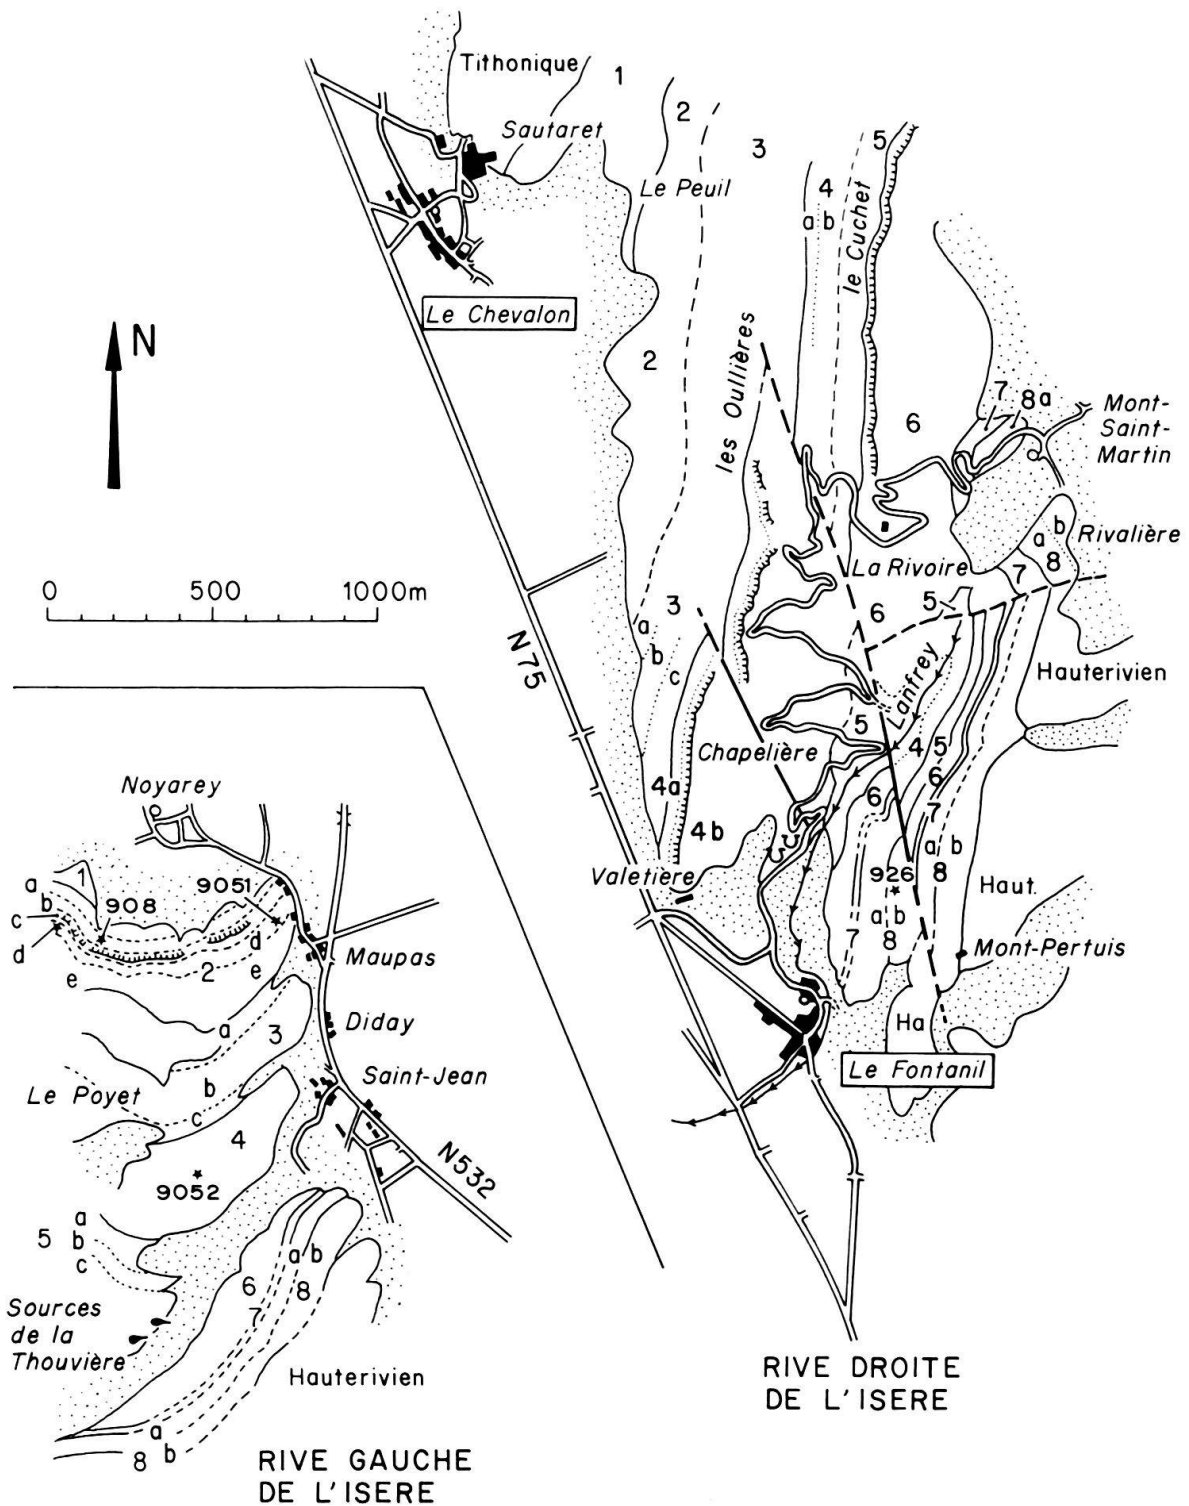 Tithonique
1
2
3
5
Sautaret
Le Peuil
4
a b
le Cuchet
Le Chevalon
N
2
les Oullières
6
7
8a
Mont-
Saint-
Martin
0 500 1000m
a b
8
Rivalière
La Rivoire
7
5
6
3
a
b
c
N75
Lanfrey
Hauterivien
5
4 5
Chapelière
6
6
7
4a
4b
a b
8
926
Haut.
Valetière
a b
7
8
Mont-Pertuis
Ha
Le Fontanil
RIVE DROITE
DE L'ISERE
Noyarey
1
a
b
c
d
908
9051
d
2
e
e
Maupas
a
3
Diday
b
Le Poyet
c
Saint-Jean
4
9052
N532
5
a
b
c
a b
6
8
7
Sources
de la
Thouvière
Hauterivien
a
b
8
RIVE GAUCHE
DE L'ISERE